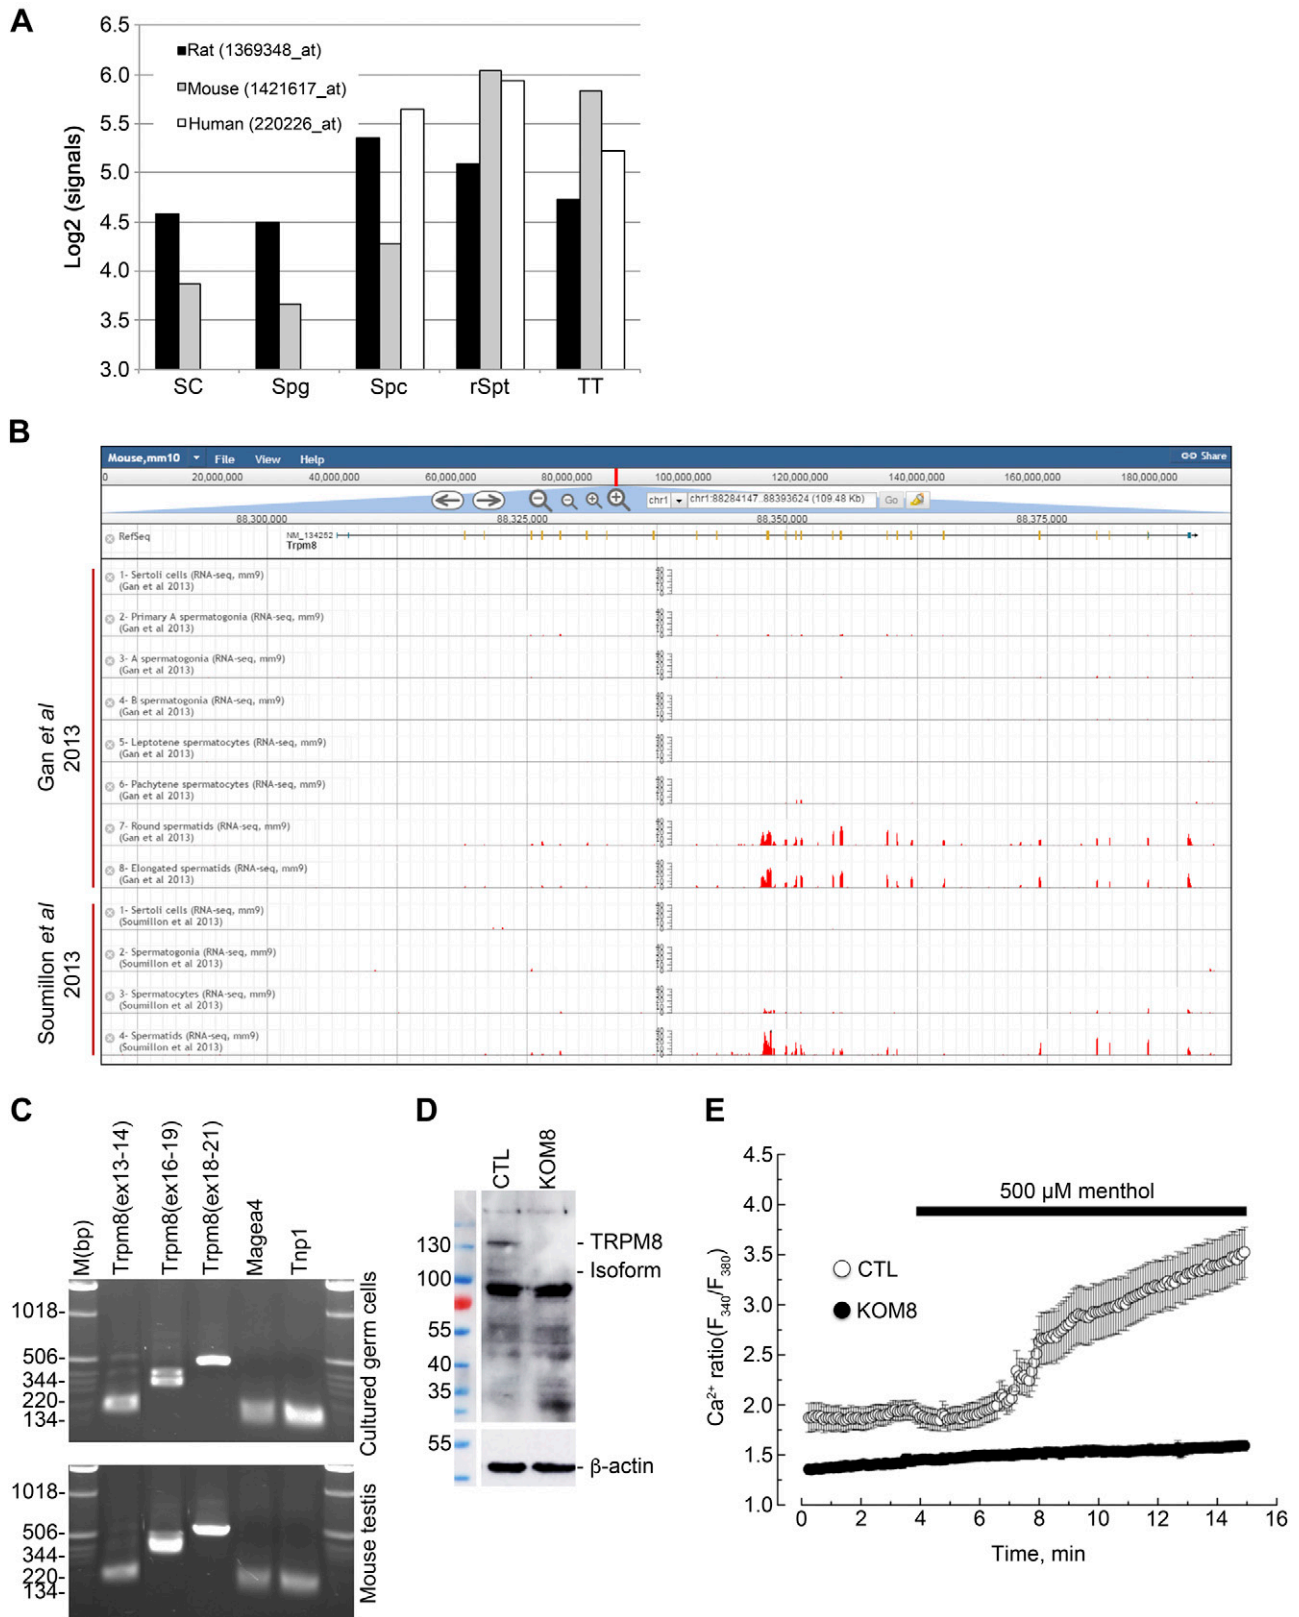 A
6.5
6.0
5.5
5.0
4.5
4.0
3.5
3.0
Log2 (signals)
Rat (1369348_at)
Mouse (1421617_at)
Human (220226_at)
SC Spg Spc rSpt TT
B
Mouse,mm10 File View Help Share
0 20,000,000 40,000,000 60,000,000 80,000,000 100,000,000 120,000,000 140,000,000 160,000,000 180,000,000
chr1 chr1:88284147..88393624 (109.48 Kb) Go
88,300,000 88,325,000 88,350,000 88,375,000
RefSeq
NM_134252
Trpm8
Gan et al
2013
1- Sertoli cells (RNA-seq, mm9)
(Gan et al 2013)
2- Primary A spermatogonia (RNA-seq, mm9)
(Gan et al 2013)
3- A spermatogonia (RNA-seq, mm9)
(Gan et al 2013)
4- B spermatogonia (RNA-seq, mm9)
(Gan et al 2013)
5- Leptotene spermatocytes (RNA-seq, mm9)
(Gan et al 2013)
6- Pachytene spermatocytes (RNA-seq, mm9)
(Gan et al 2013)
7- Round spermatids (RNA-seq, mm9)
(Gan et al 2013)
8- Elongated spermatids (RNA-seq, mm9)
(Gan et al 2013)
Soumillon et al
2013
1- Sertoli cells (RNA-seq, mm9)
(Soumillon et al 2013)
2- Spermatogonia (RNA-seq, mm9)
(Soumillon et al 2013)
3- Spermatocytes (RNA-seq, mm9)
(Soumillon et al 2013)
4- Spermatids (RNA-seq, mm9)
(Soumillon et al 2013)
C
M(bp)
Trpm8(ex13-14)
Trpm8(ex16-19)
Trpm8(ex18-21)
Magea4
Tnp1
1018-
506-
344-
220-
134-
Cultured germ cells
1018-
506-
344-
220-
134-
Mouse testis
D
CTL
KOM8
130
100
55
40
35
- TRPM8
- Isoform
55
- β-actin
E
4.5
4.0
3.5
3.0
2.5
2.0
1.5
1.0
Ca²⁺ ratio(F₃₄₀/F₃₈₀)
500 µM menthol
CTL
KOM8
0 2 4 6 8 10 12 14 16
Time, min